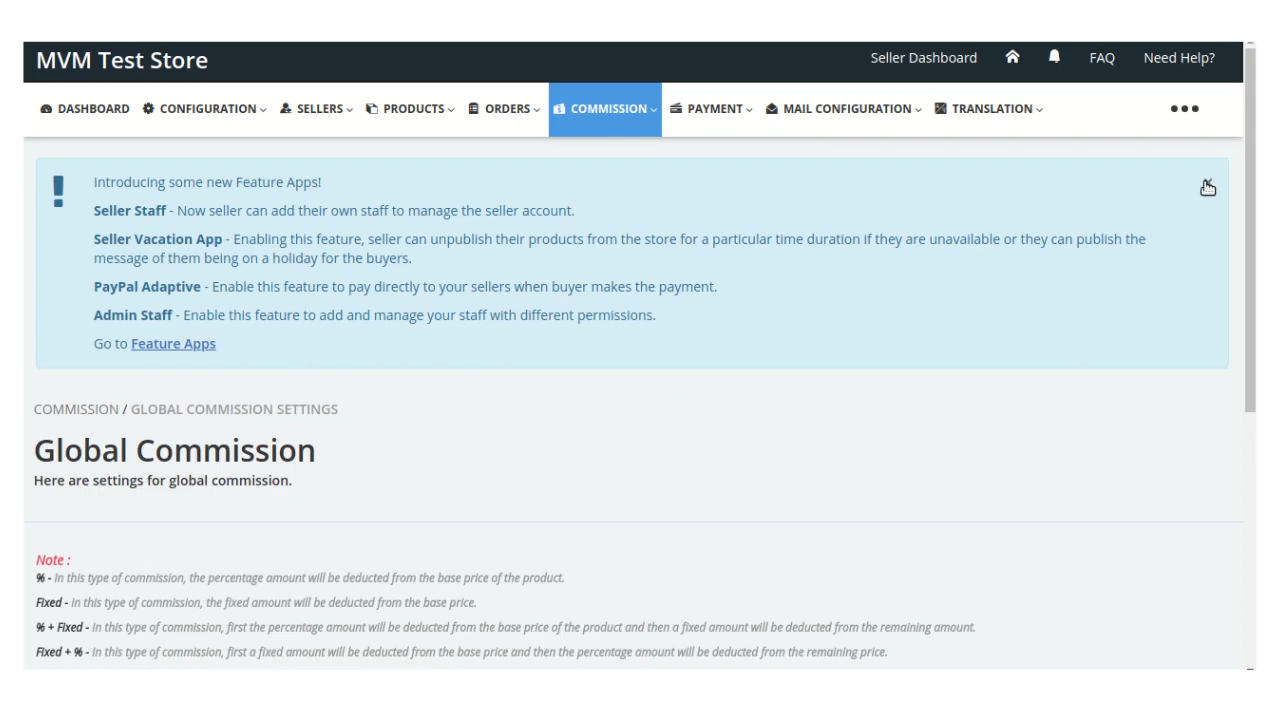 MVM Test Store
Seller Dashboard FAQ Need Help?
DASHBOARD CONFIGURATION SELLERS PRODUCTS ORDERS COMMISSION PAYMENT MAIL CONFIGURATION TRANSLATION
Introducing some new Feature Apps!
Seller Staff - Now seller can add their own staff to manage the seller account.
Seller Vacation App - Enabling this feature, seller can unpublish their products from the store for a particular time duration if they are unavailable or they can publish the
message of them being on a holiday for the buyers.
PayPal Adaptive - Enable this feature to pay directly to your sellers when buyer makes the payment.
Admin Staff - Enable this feature to add and manage your staff with different permissions.
Go to Feature Apps
COMMISSION / GLOBAL COMMISSION SETTINGS
Global Commission
Here are settings for global commission.
Note :
% - In this type of commission, the percentage amount will be deducted from the base price of the product.
Fixed - In this type of commission, the fixed amount will be deducted from the base price.
% + Fixed - In this type of commission, first the percentage amount will be deducted from the base price of the product and then a fixed amount will be deducted from the remaining amount.
Fixed + % - In this type of commission, first a fixed amount will be deducted from the base price and then the percentage amount will be deducted from the remaining price.